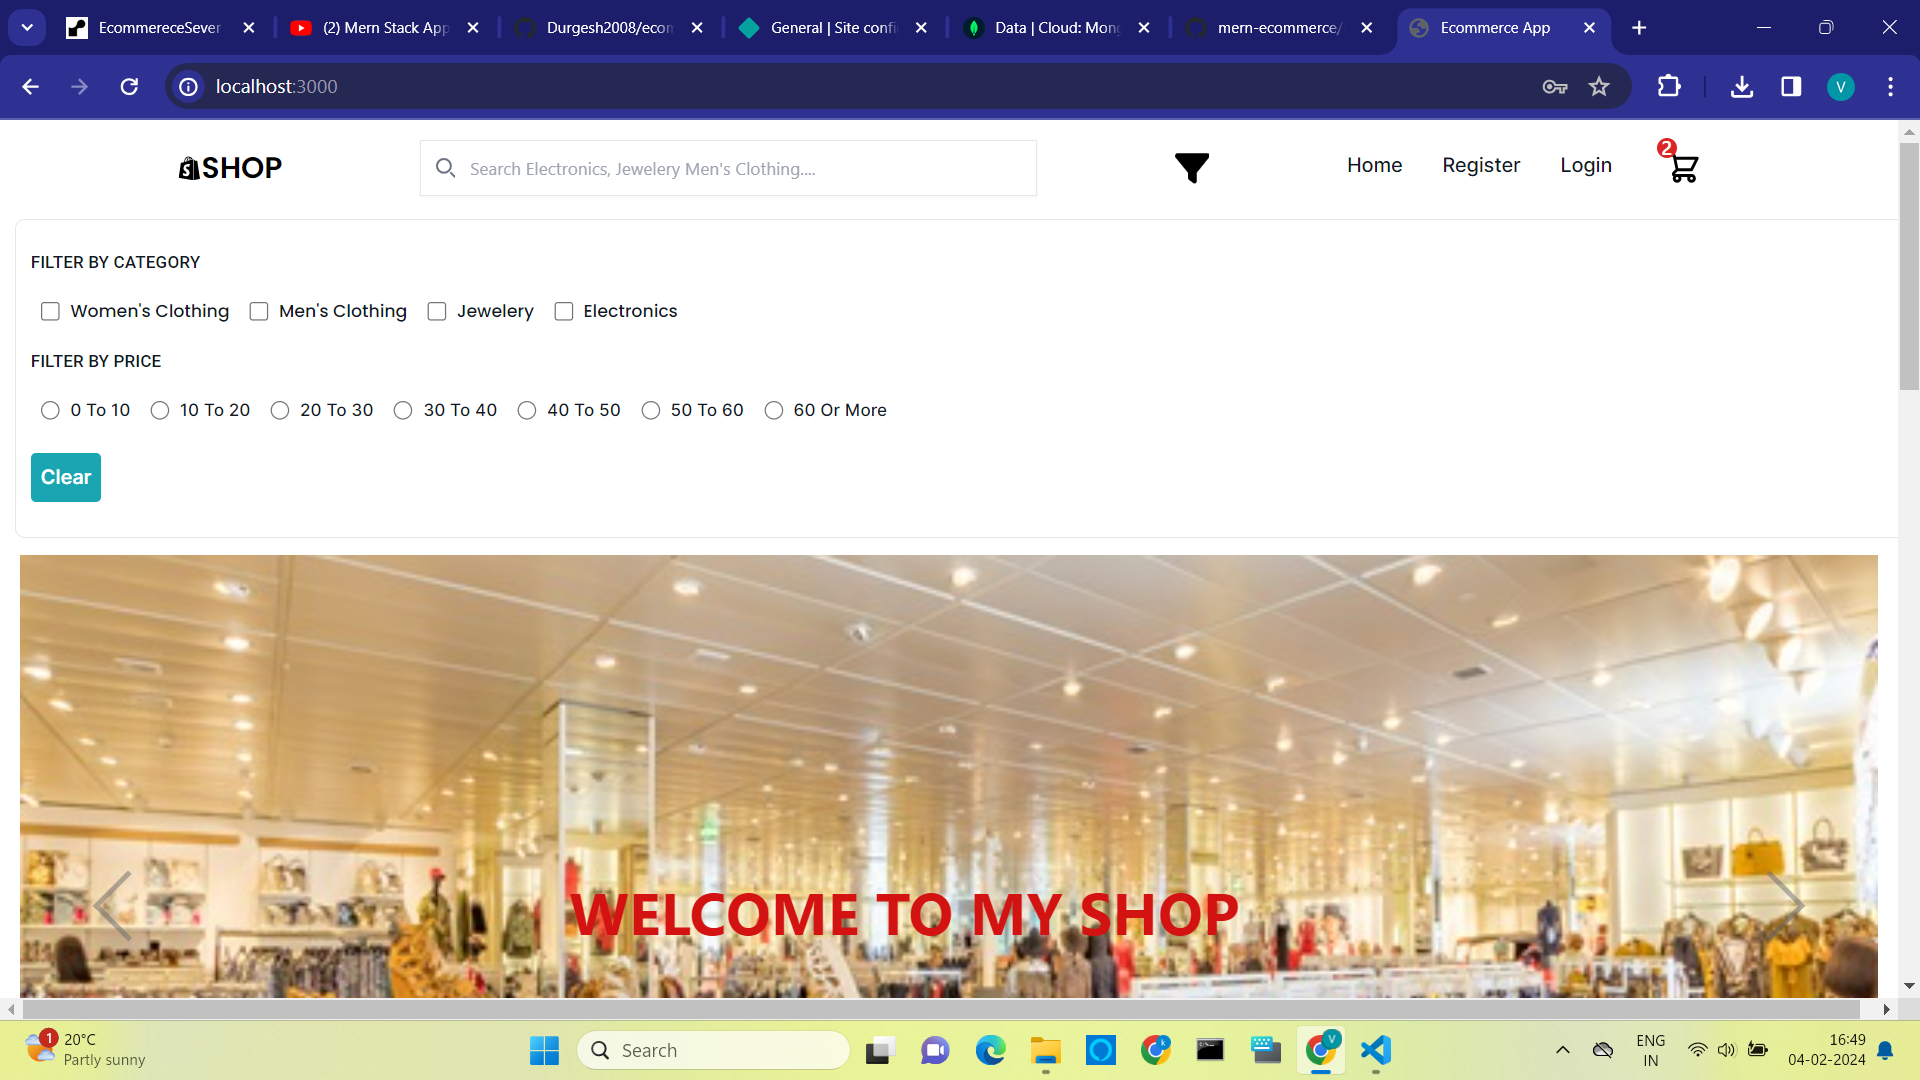 EcommereceSever
(2) Mern Stack App
Durgesh2008/econ
General | Site confi
Data | Cloud: Mong
mern-ecommerce/
Ecommerce App
localhost:3000
V
SHOP
Search Electronics, Jewelery Men's Clothing....
Home
Register
Login
2
FILTER BY CATEGORY
Women's Clothing
Men's Clothing
Jewelery
Electronics
FILTER BY PRICE
0 To 10
10 To 20
20 To 30
30 To 40
40 To 50
50 To 60
60 Or More
Clear
WELCOME TO MY SHOP
1
20°C
Partly sunny
Search
k
V
ENG
IN
16:49
04-02-2024